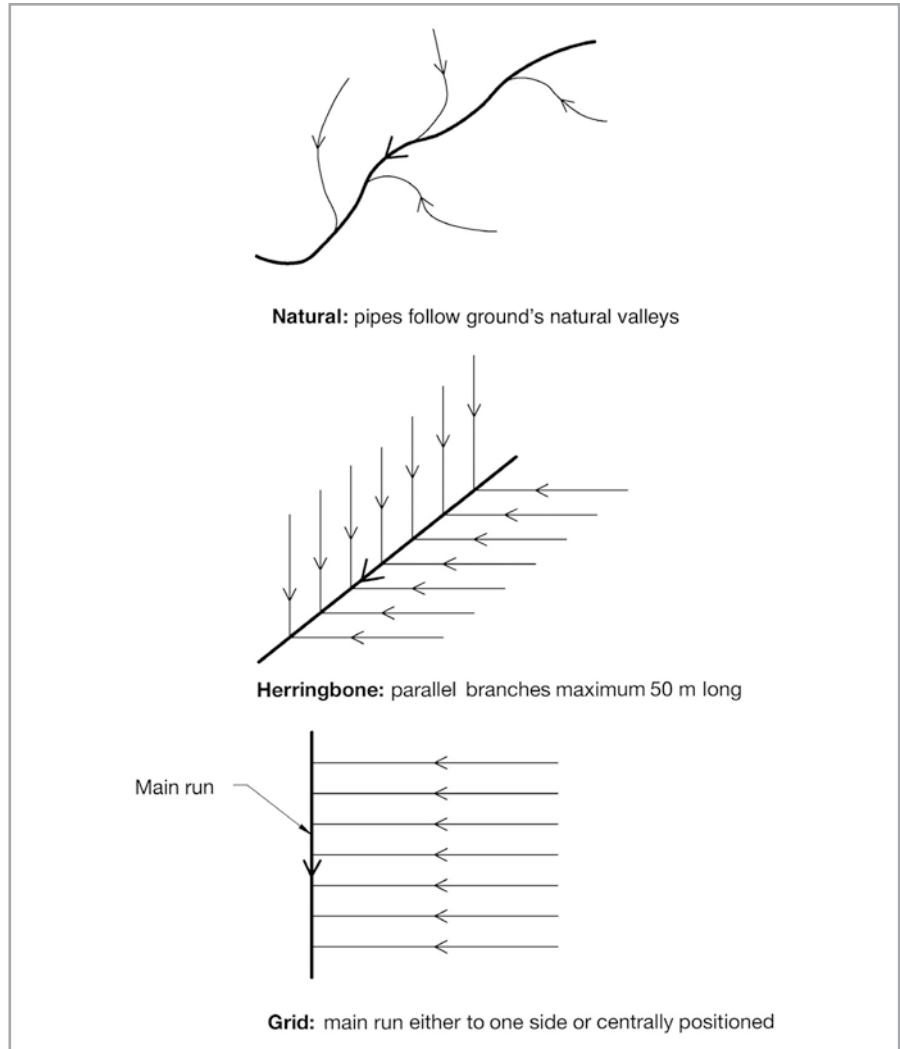 Natural: pipes follow ground's natural valleys
Herringbone: parallel branches maximum 50 m long
Main run
Grid: main run either to one side or centrally positioned